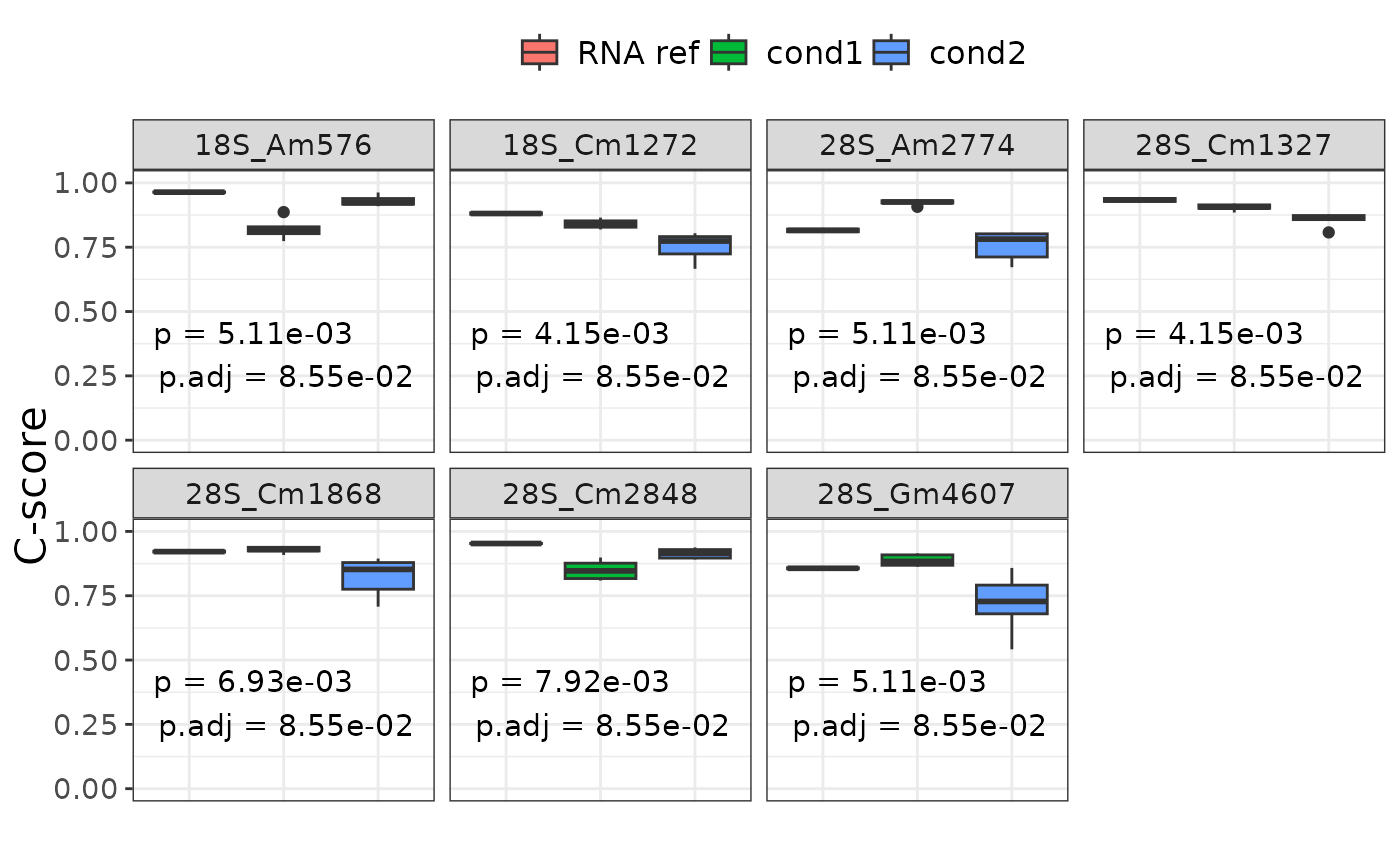 RNA ref cond1 cond2
18S_Am576 18S_Cm1272 28S_Am2774 28S_Cm1327
1.00
0.75
0.50
p = 5.11e-03 p = 4.15e-03 p = 5.11e-03 p = 4.15e-03
0.25 p.adj = 8.55e-02 p.adj = 8.55e-02 p.adj = 8.55e-02 p.adj = 8.55e-02
0.00
C-score
28S_Cm1868 28S_Cm2848 28S_Gm4607
1.00
0.75
0.50
p = 6.93e-03 p = 7.92e-03 p = 5.11e-03
0.25 p.adj = 8.55e-02 p.adj = 8.55e-02 p.adj = 8.55e-02
0.00